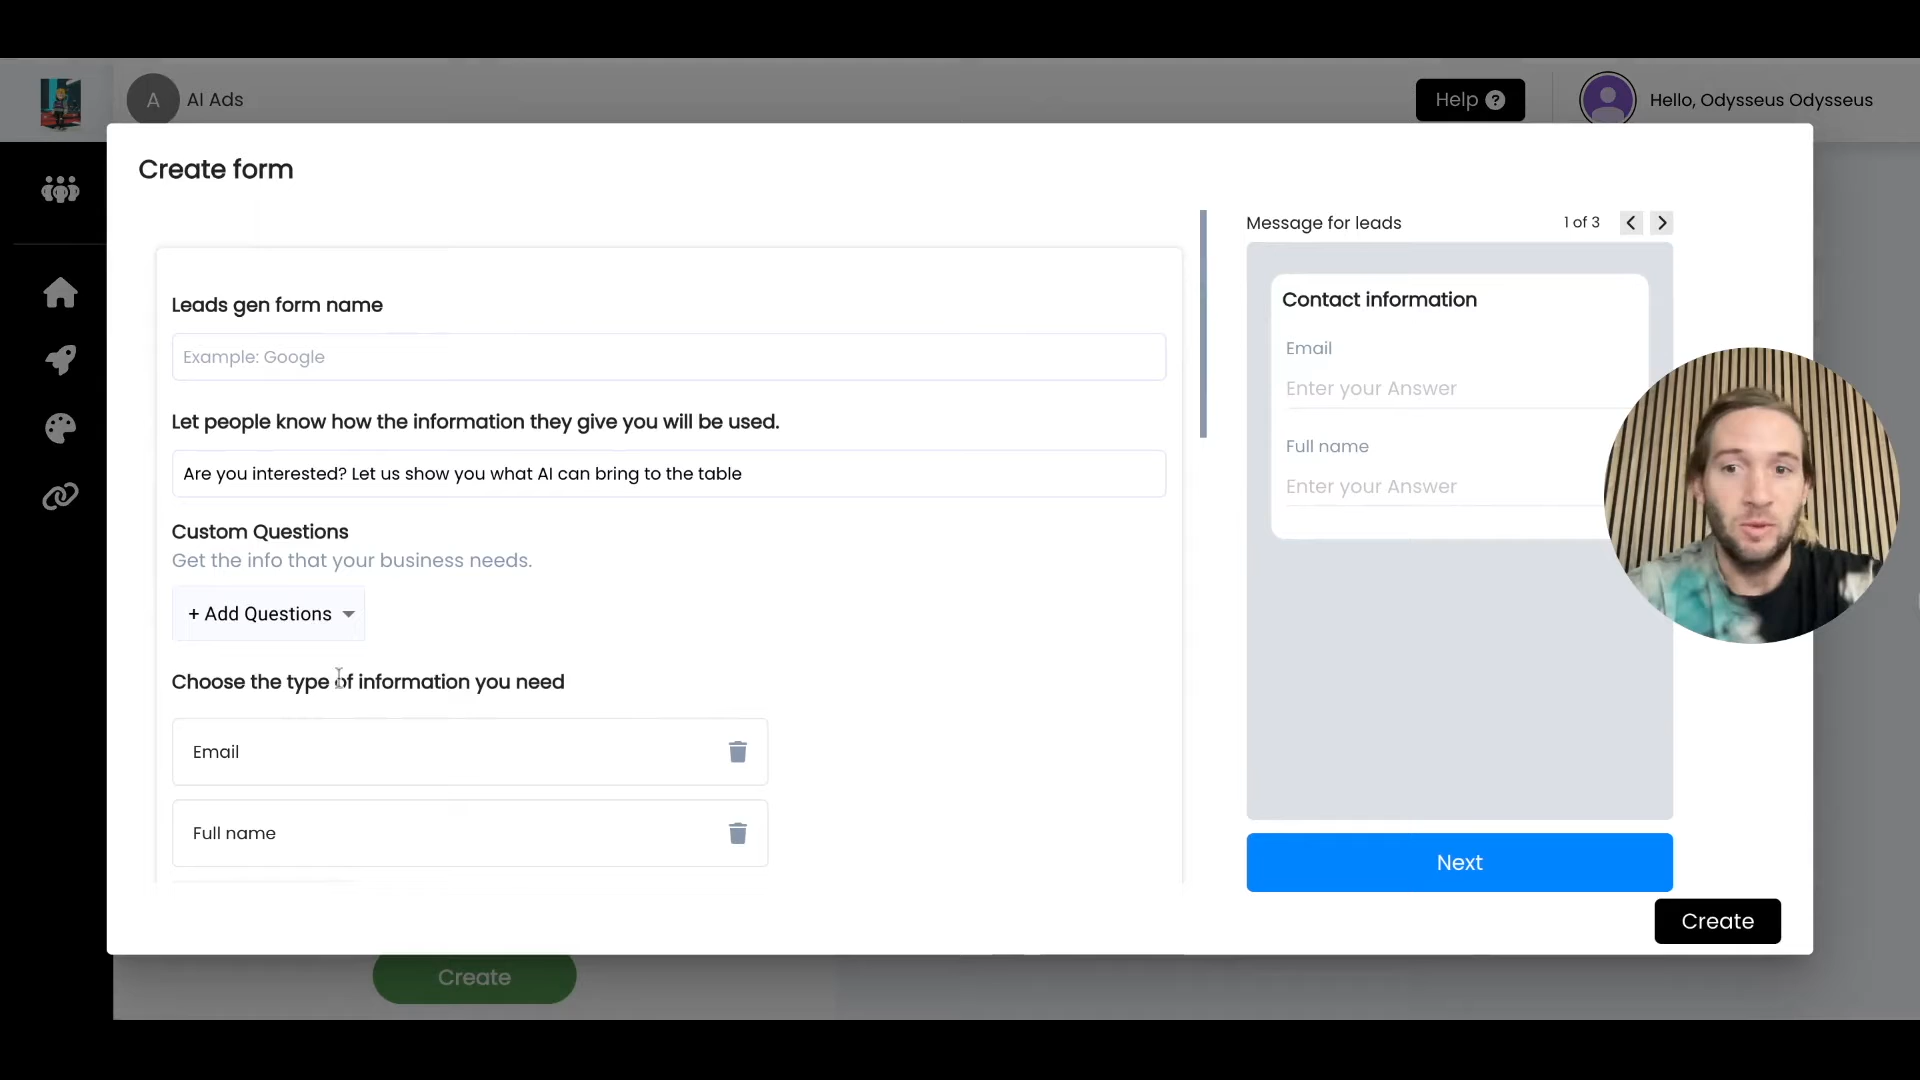 A
AI Ads
Help ?
Hello, Odysseus Odysseus
Create form
Message for leads
1 of 3
Leads gen form name
Example: Google
Let people know how the information they give you will be used.
Are you interested? Let us show you what AI can bring to the table
Custom Questions
Get the info that your business needs.
+ Add Questions
Choose the type of information you need
Email
Full name
Contact information
Email
Enter your Answer
Full name
Enter your Answer
Next
Create
Create